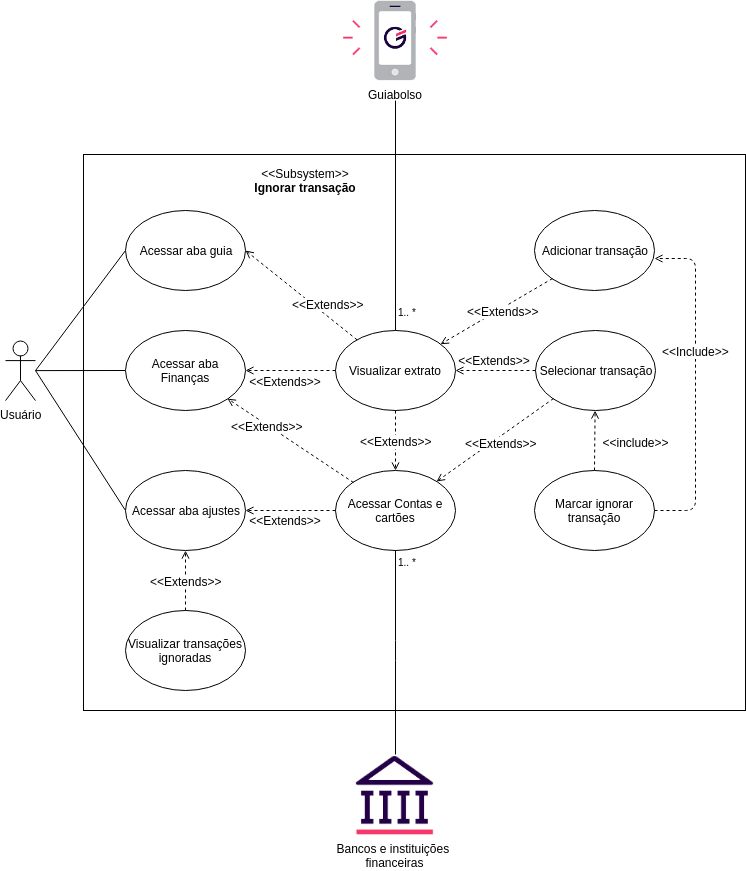 Guiabolso
<<Subsystem>>
Ignorar transação
Acessar aba guia
Adicionar transação
<<Extends>>
<<Extends>>
1.. *
<<Include>>
Acessar aba
Finanças
Visualizar extrato
<<Extends>>
Selecionar transação
<<Extends>>
Usuário
<<Extends>>
<<Extends>>
<<Extends>>
<<include>>
Acessar aba ajustes
<<Extends>>
Acessar Contas e
cartões
Marcar ignorar
transação
1.. *
<<Extends>>
Visualizar transações
ignoradas
Bancos e instituições
financeiras